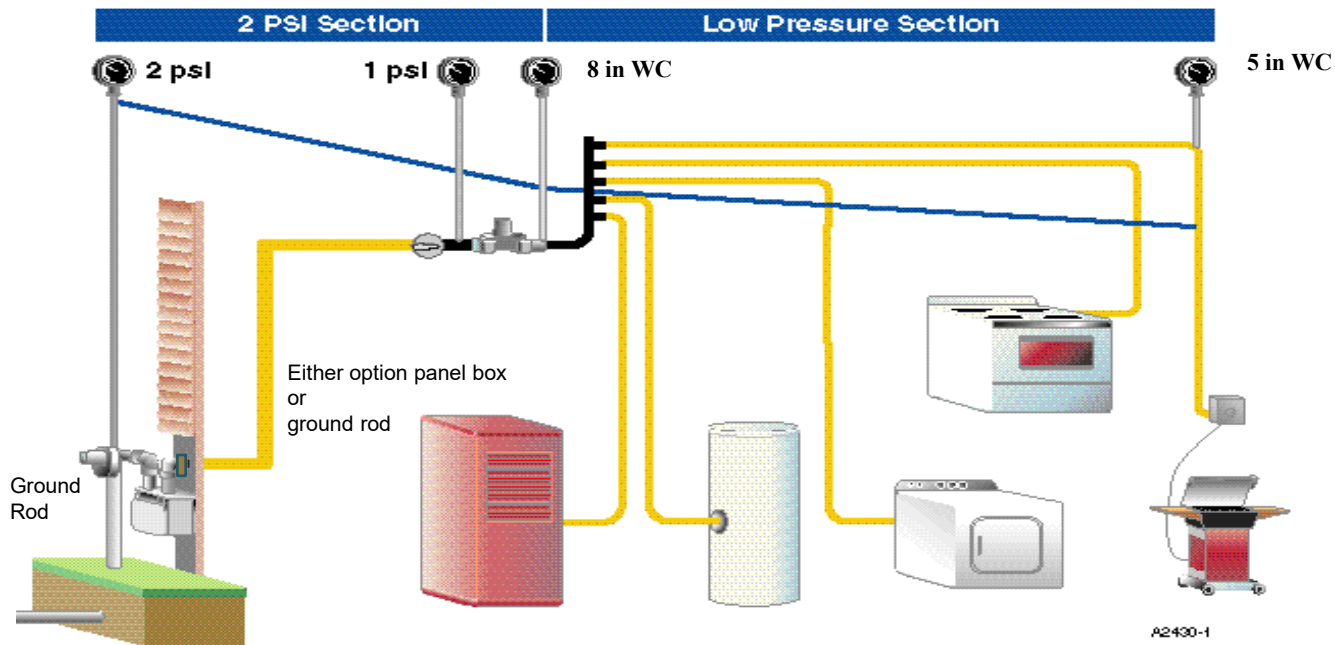 2 PSI Section
Low Pressure Section
2 psi
1 psi
8 in WC
5 in WC
Either option panel box
or
ground rod
Ground
Rod
A2430-1